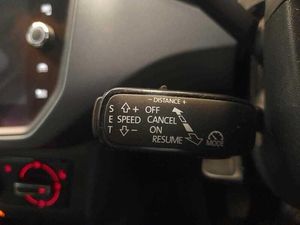 - DISTANCE +
S + OFF
E SPEED CANCEL
T - ON
RESUME
MODE